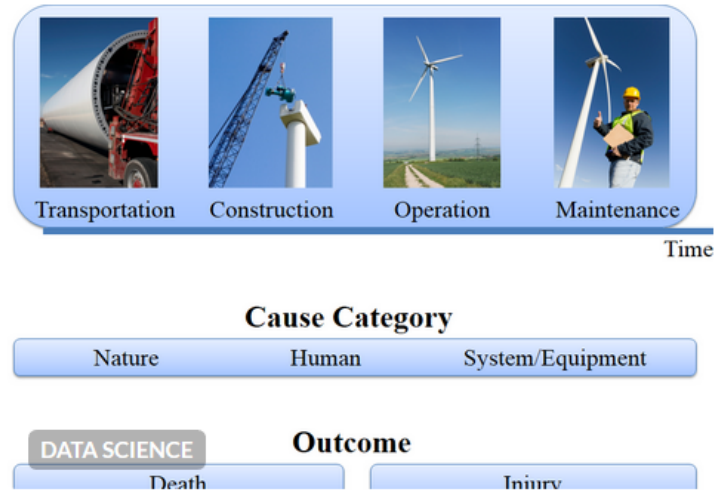 Transportation Construction Operation Maintenance
Time
Cause Category
Nature Human System/Equipment
DATA SCIENCE
Outcome
Death Injury